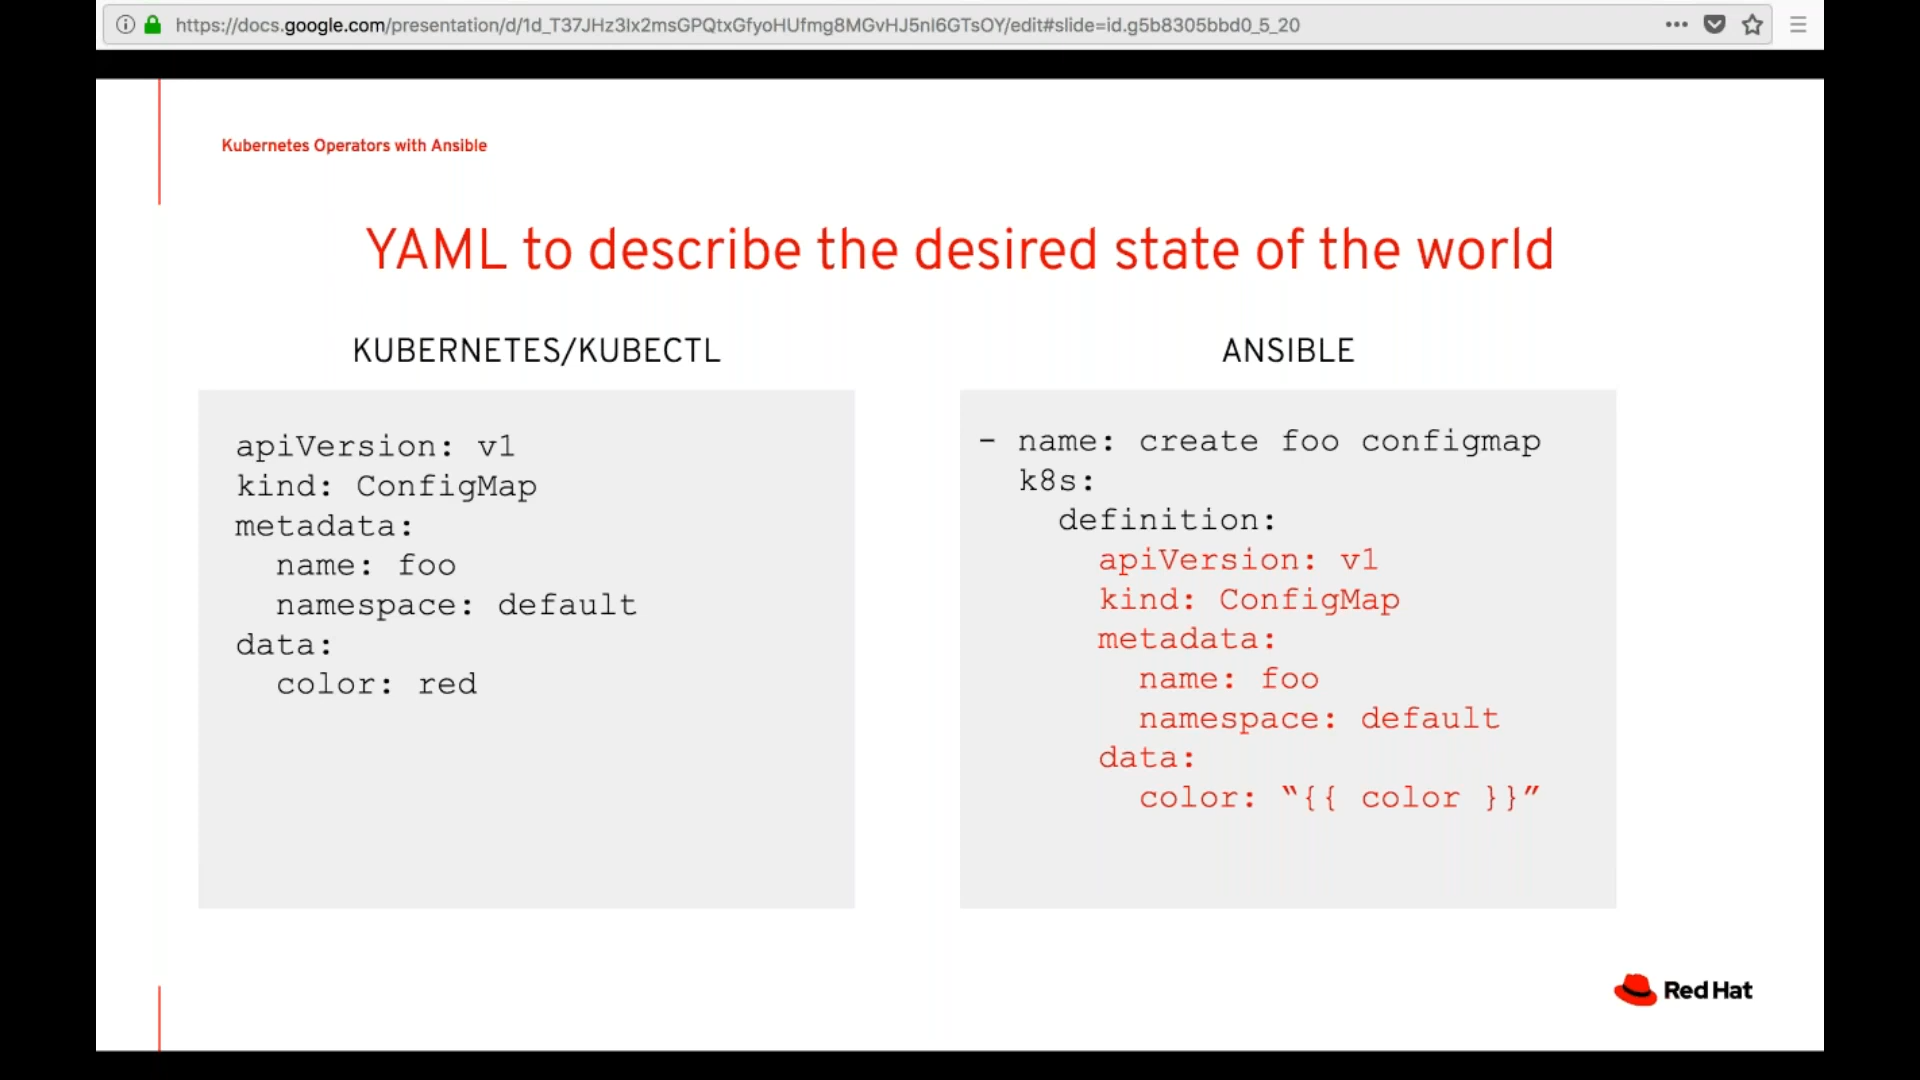 https://docs.google.com/presentation/d/1d_T37JHz3Ix2msGPQtxGfyoHUfmg8MGvHJ5nI6GTsOY/edit#slide=id.g5b8305bbd0_5_20
Kubernetes Operators with Ansible
YAML to describe the desired state of the world
KUBERNETES/KUBECTL
apiVersion: v1
kind: ConfigMap
metadata:
  name: foo
  namespace: default
data:
  color: red
ANSIBLE
- name: create foo configmap
  k8s:
    definition:
      apiVersion: v1
      kind: ConfigMap
      metadata:
        name: foo
        namespace: default
      data:
        color: “{{ color }}”
Red Hat